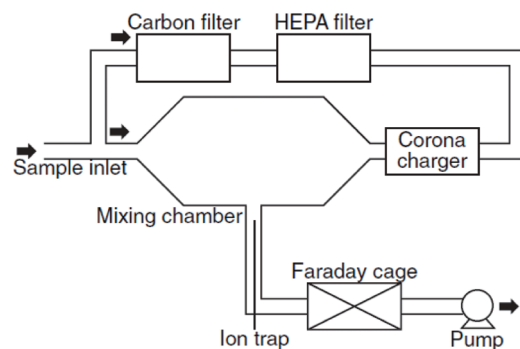 Carbon filter
HEPA filter
Corona
charger
Sample inlet
Mixing chamber
Faraday cage
Ion trap
Pump